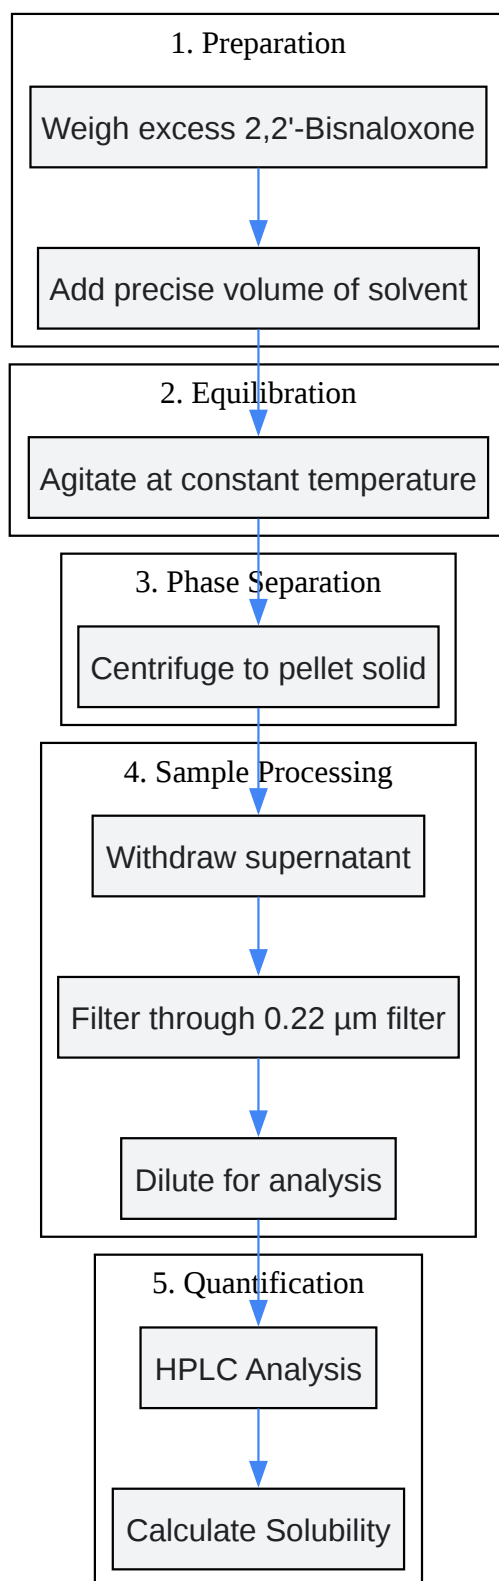 1. Preparation
Weigh excess 2,2'-Bisnaloxone
Add precise volume of solvent
2. Equilibration
Agitate at constant temperature
3. Phase Separation
Centrifuge to pellet solid
4. Sample Processing
Withdraw supernatant
Filter through 0.22 µm filter
Dilute for analysis
5. Quantification
HPLC Analysis
Calculate Solubility